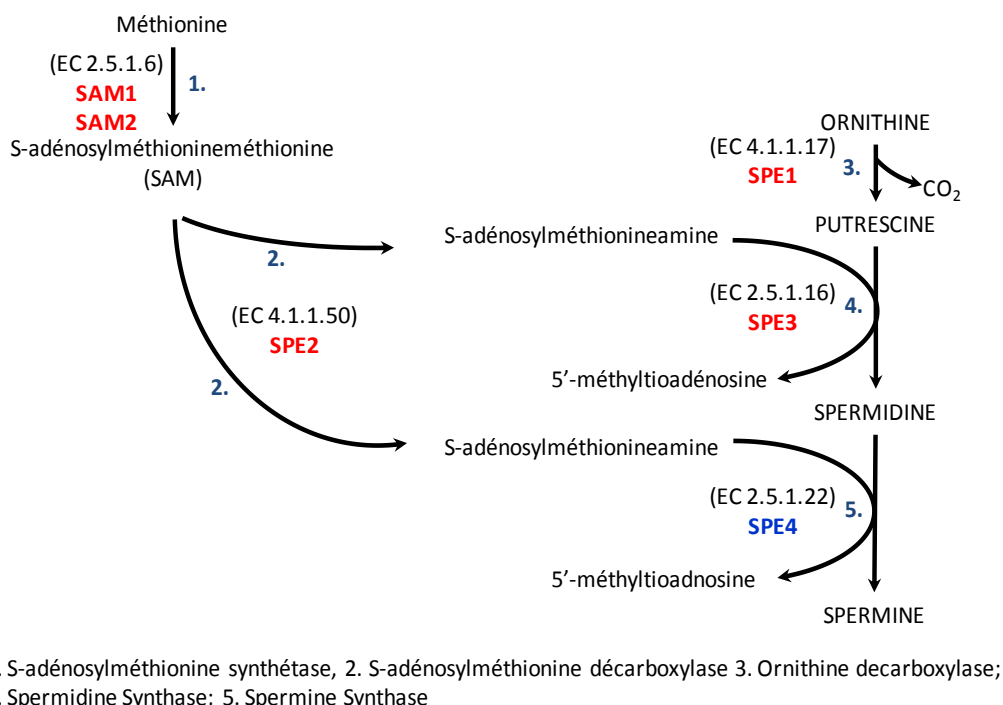 Méthionine
(EC 2.5.1.6)
1.
SAM1
SAM2
S-adénosylméthionineméthionine
(SAM)
ORNITHINE
(EC 4.1.1.17)
3.
SPE1
CO2
PUTRESCINE
S-adénosylméthionineamine
2.
(EC 2.5.1.16)
4.
SPE3
(EC 4.1.1.50)
SPE2
2.
5’-méthyltioadénosine
SPERMIDINE
S-adénosylméthionineamine
(EC 2.5.1.22)
5.
SPE4
5’-méthyltioadnosine
SPERMINE
. S-adénosylméthionine synthétase, 2. S-adénosylméthionine décarboxylase 3. Ornithine decarboxylase;
. Spermidine Synthase; 5. Spermine Synthase